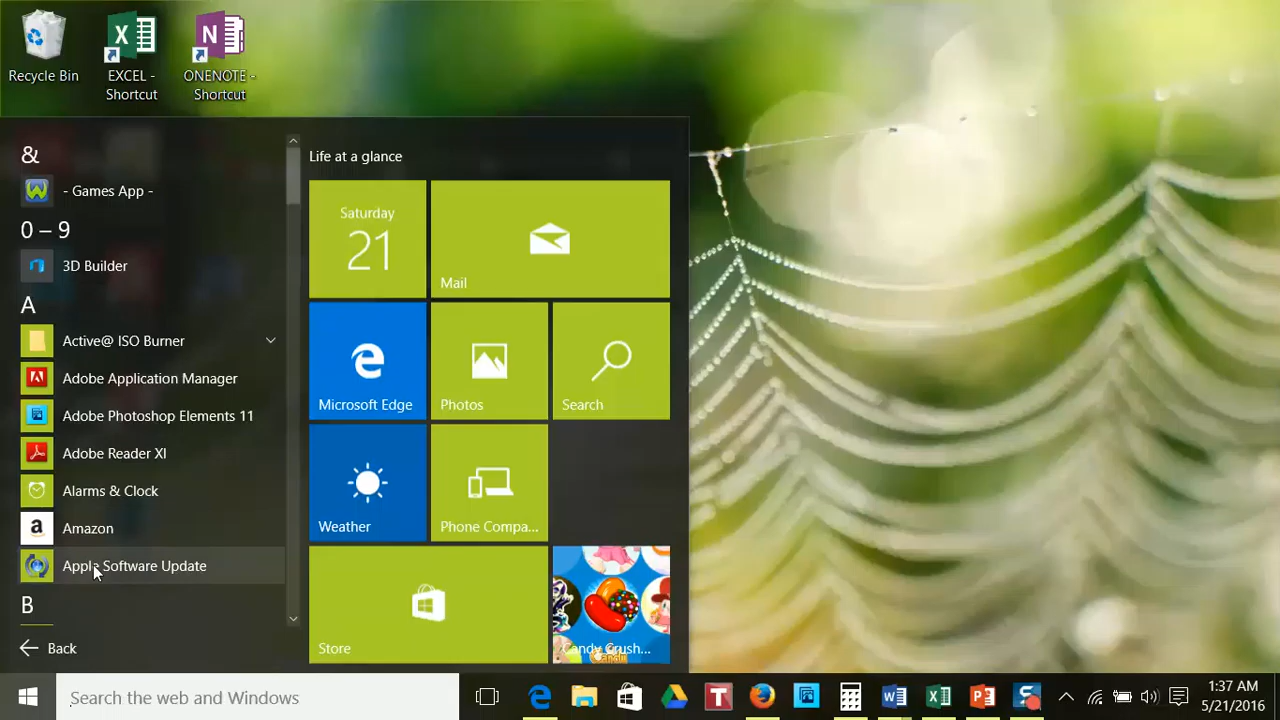 Recycle Bin
EXCEL -
Shortcut
ONENOTE -
Shortcut
&
- Games App -
0 – 9
3D Builder
A
Active@ ISO Burner
Adobe Application Manager
Adobe Photoshop Elements 11
Adobe Reader XI
Alarms & Clock
Amazon
Apple Software Update
B
Back
Life at a glance
Saturday
21
Mail
Microsoft Edge
Photos
Search
Weather
Phone Compa...
Store
Candy Crush...
Search the web and Windows
1:37 AM
5/21/2016